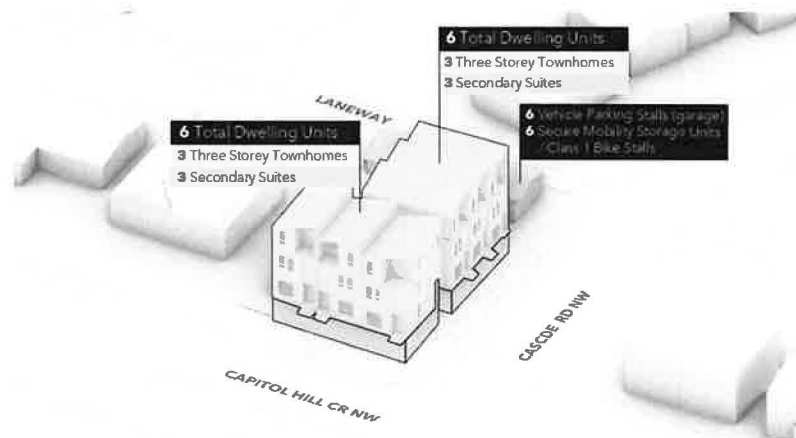 6 Total Dwelling Units
3 Three Storey Townhomes
3 Secondary Suites
LANEWAY
6 Total Dwelling Units
3 Three Storey Townhomes
3 Secondary Suites
6 Vehicle Parking Stalls (garage)
6 Secure Mobility Storage Units
/ Class 1 Bike Stalls
CASCDE RD NW
CAPITOL HILL CR NW